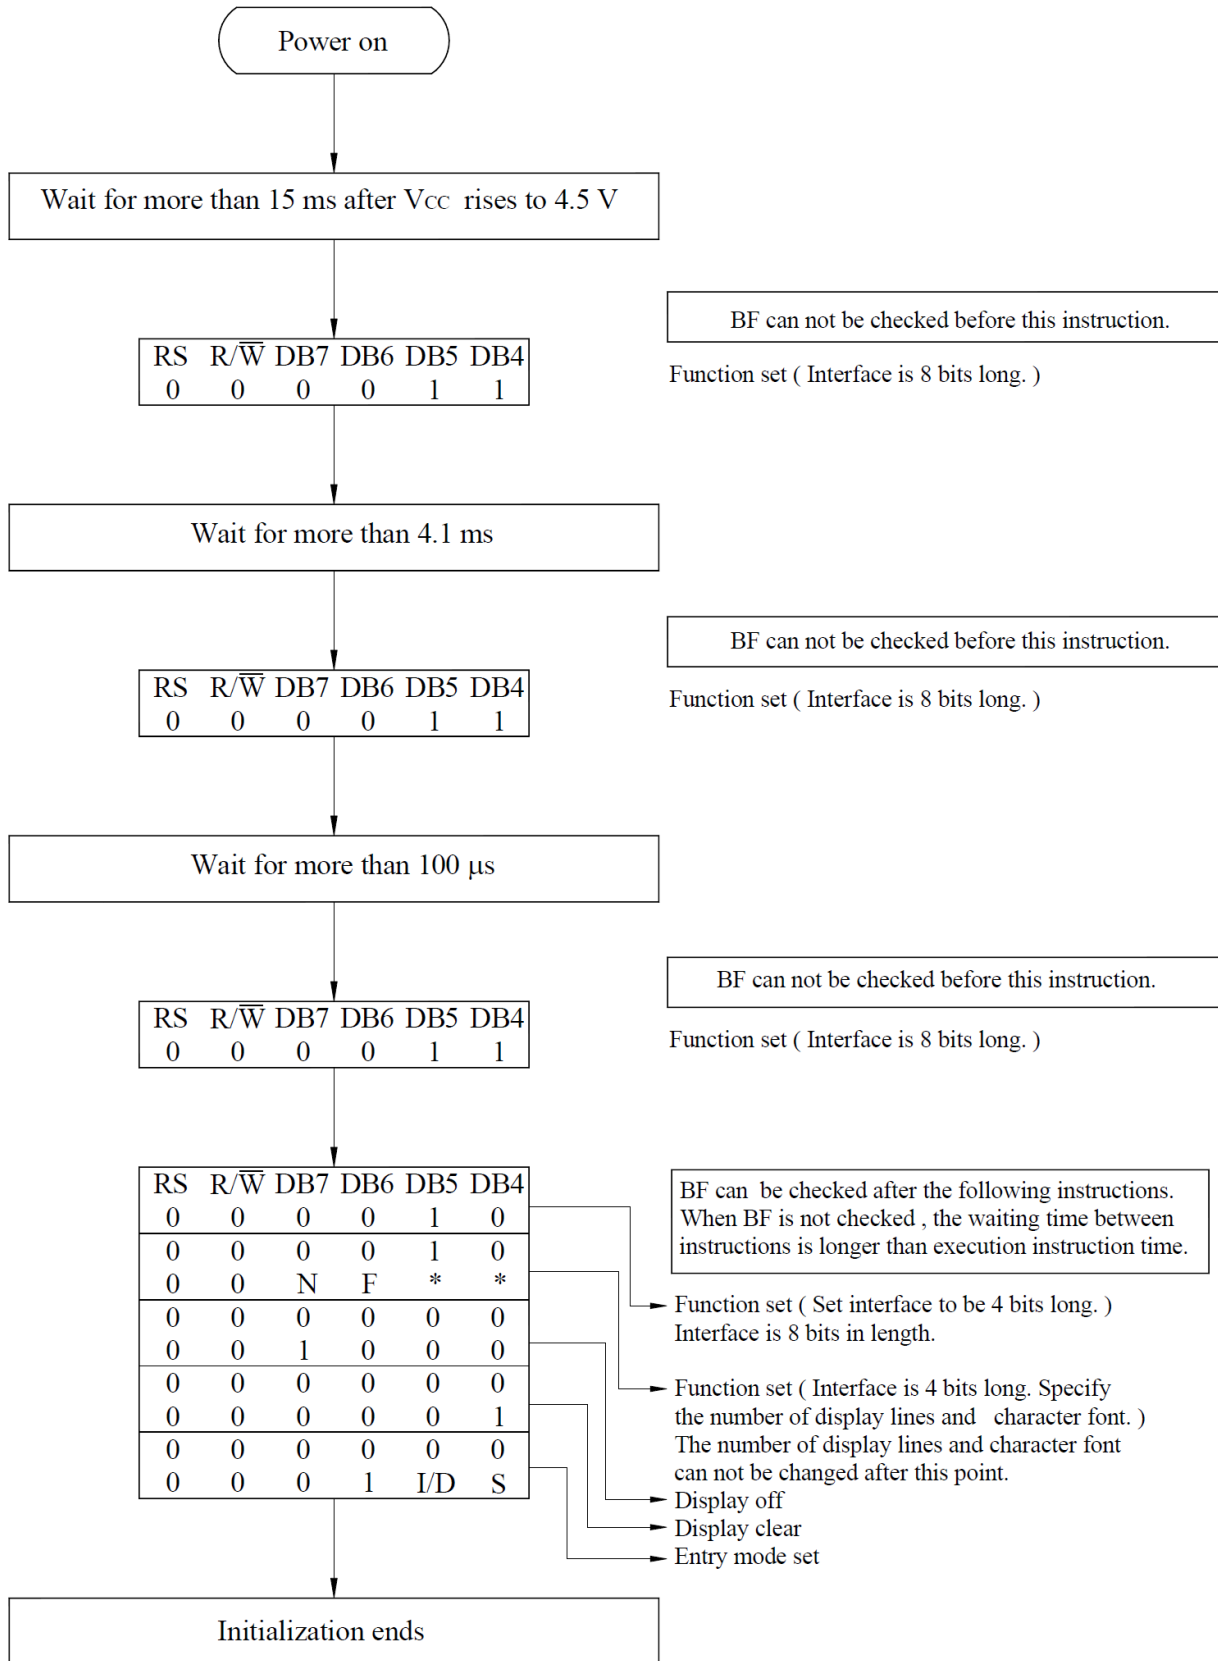 Power on
Wait for more than 15 ms after VCC rises to 4.5 V
BF can not be checked before this instruction.
RS R/W̅ DB7 DB6 DB5 DB4
0 0 0 0 1 1
Function set ( Interface is 8 bits long. )
Wait for more than 4.1 ms
BF can not be checked before this instruction.
RS R/W̅ DB7 DB6 DB5 DB4
0 0 0 0 1 1
Function set ( Interface is 8 bits long. )
Wait for more than 100 μs
BF can not be checked before this instruction.
RS R/W̅ DB7 DB6 DB5 DB4
0 0 0 0 1 1
Function set ( Interface is 8 bits long. )
RS R/W̅ DB7 DB6 DB5 DB4
0 0 0 0 1 0
0 0 0 0 1 0
0 0 N F * *
0 0 0 0 0 0
0 0 1 0 0 0
0 0 0 0 0 0
0 0 0 0 0 1
0 0 0 0 0 0
0 0 0 1 I/D S
BF can be checked after the following instructions.
When BF is not checked , the waiting time between
instructions is longer than execution instruction time.
Function set ( Set interface to be 4 bits long. )
Interface is 8 bits in length.
Function set ( Interface is 4 bits long. Specify
the number of display lines and character font. )
The number of display lines and character font
can not be changed after this point.
Display off
Display clear
Entry mode set
Initialization ends